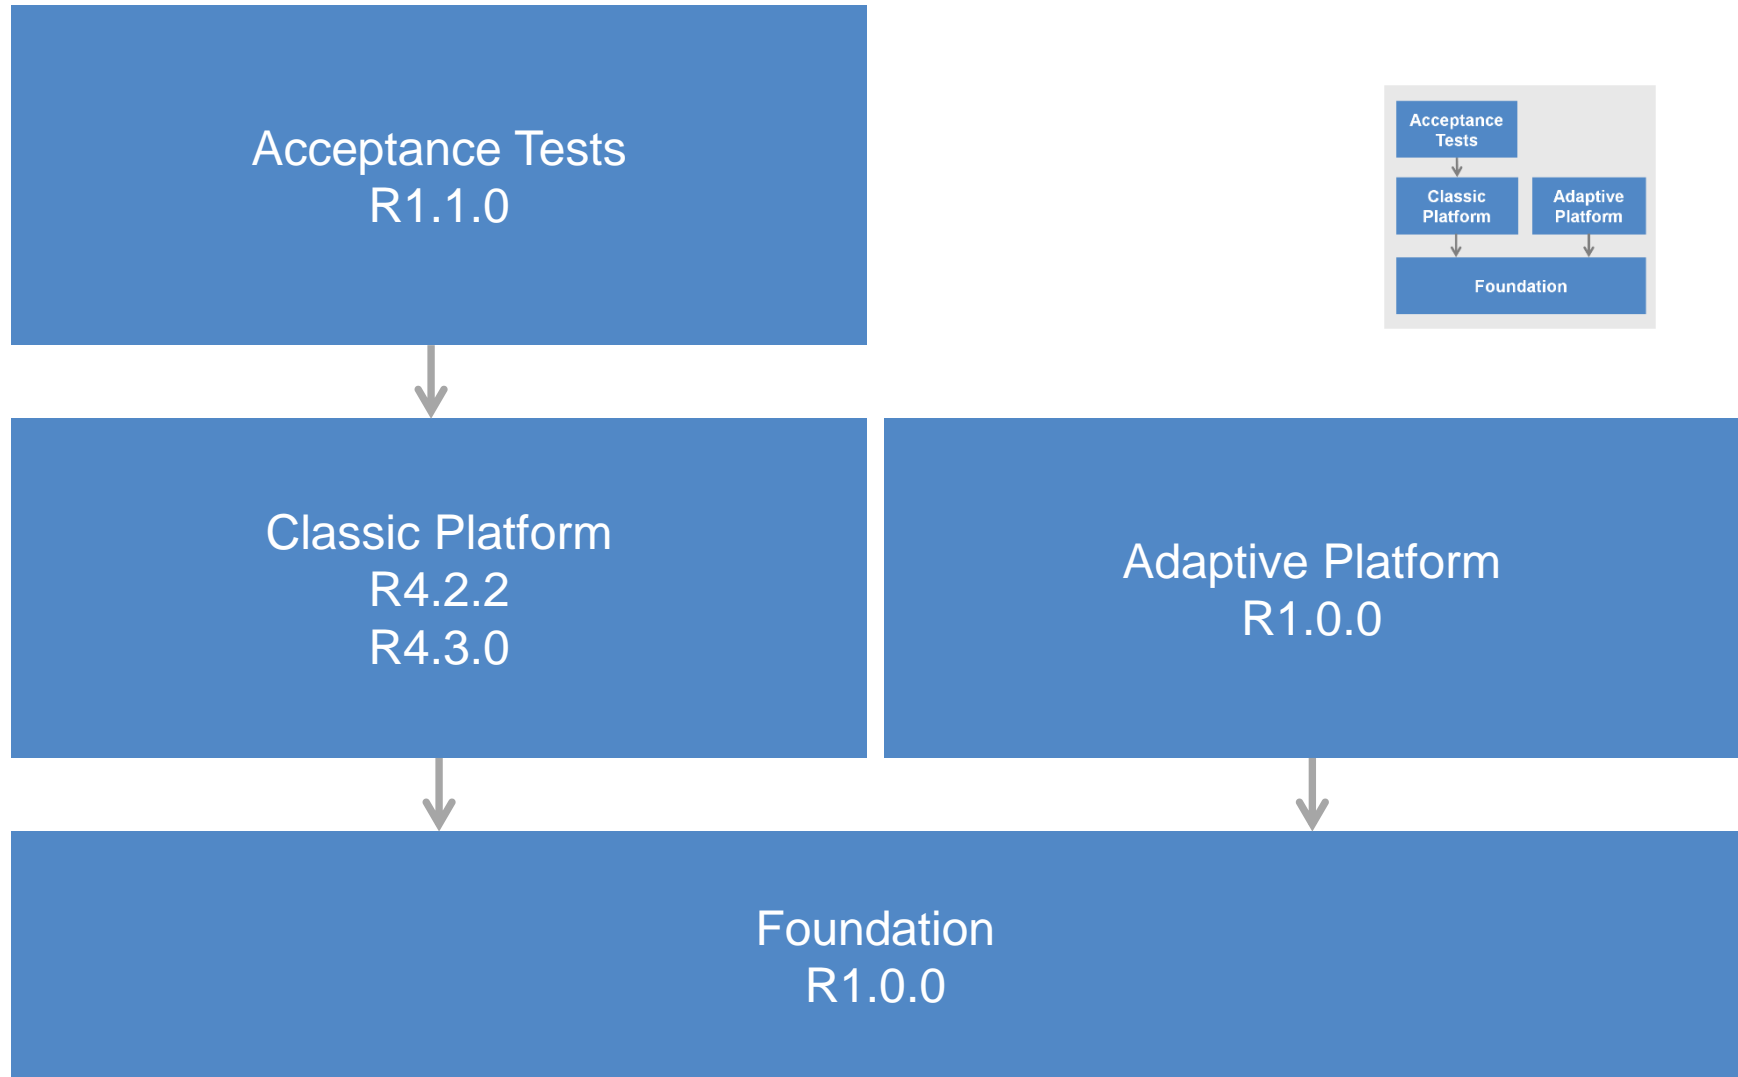 Acceptance Tests
R1.1.0
Acceptance
Tests
Classic
Platform
Adaptive
Platform
Foundation
Classic Platform
R4.2.2
R4.3.0
Adaptive Platform
R1.0.0
Foundation
R1.0.0